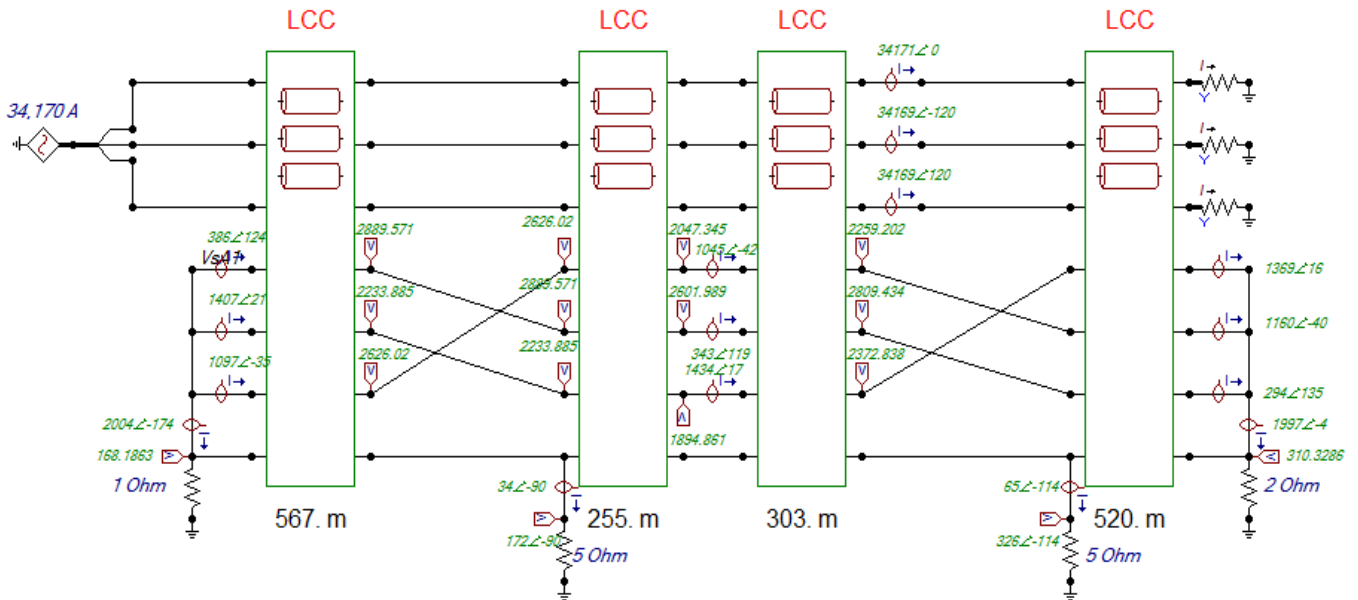 LCC
LCC
LCC
LCC
34171∠0
I→
34,170 A
34169∠-120
I→
34169∠120
I→
I→
Y
I→
Y
I→
Y
386∠124
VsA1
I→
2889.571
V
2626.02
V
2047.345
V
1045∠-42
I→
2259.202
V
I→
1369∠16
1407∠21
I→
2233.885
V
2889.571
V
2601.989
V
I→
2809.434
V
I→
1160∠-40
1097∠-35
I→
2626.02
V
2233.885
V
343∠119
1434∠17
I→
2372.838
V
I→
294∠135
2004∠-174
I
V
1894.861
1997∠-4
I
168.1863
V
310.3286
V
1 Ohm
34∠-90
I
65∠-114
I
2 Ohm
V
V
172∠-90
5 Ohm
326∠-114
5 Ohm
567. m
255. m
303. m
520. m